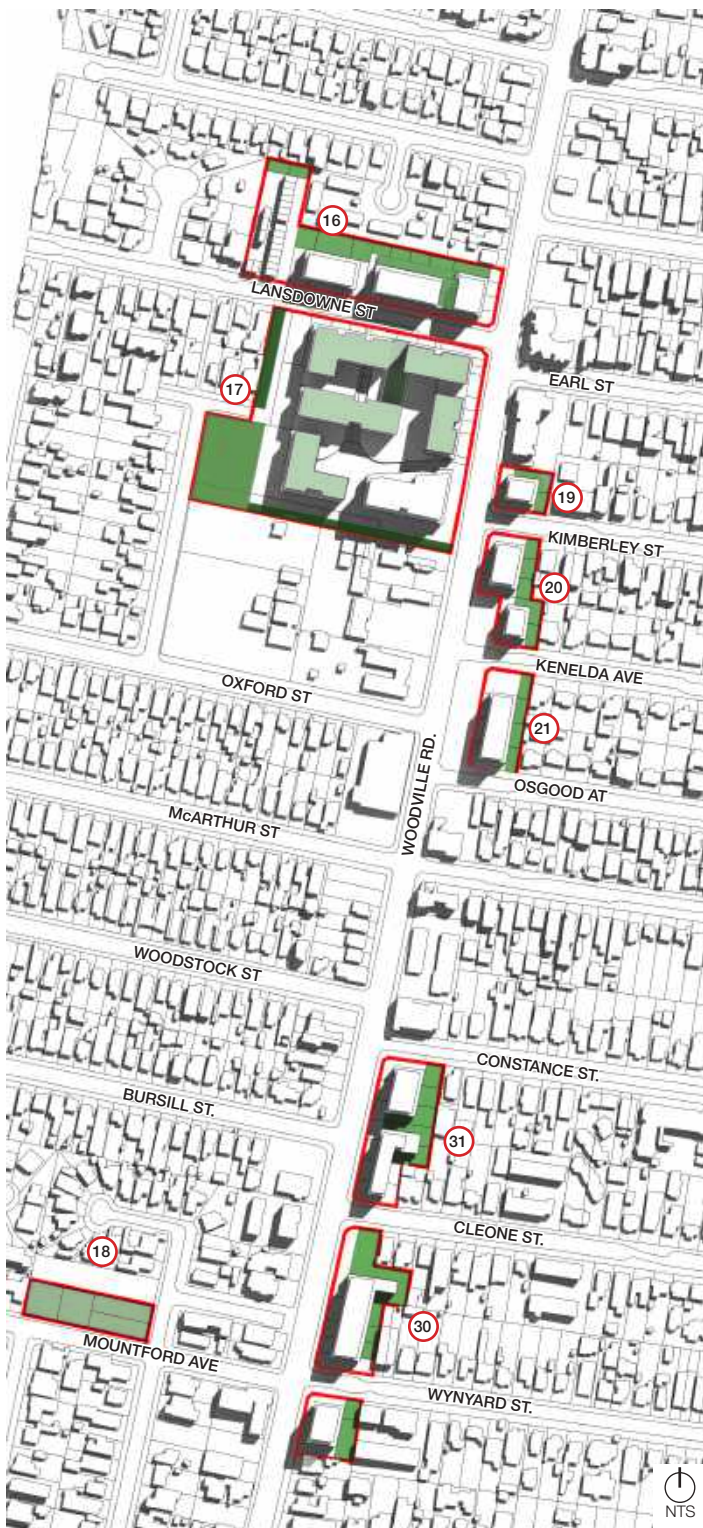 16
LANSDOWNE ST
17
EARL ST
19
KIMBERLEY ST
20
KENELDA AVE
OXFORD ST
21
WOODVILLE RD.
OSGOOD AT
McARTHUR ST
WOODSTOCK ST
CONSTANCE ST.
BURSILL ST.
31
CLEONE ST.
18
30
MOUNTFORD AVE
WYNYARD ST.
NTS